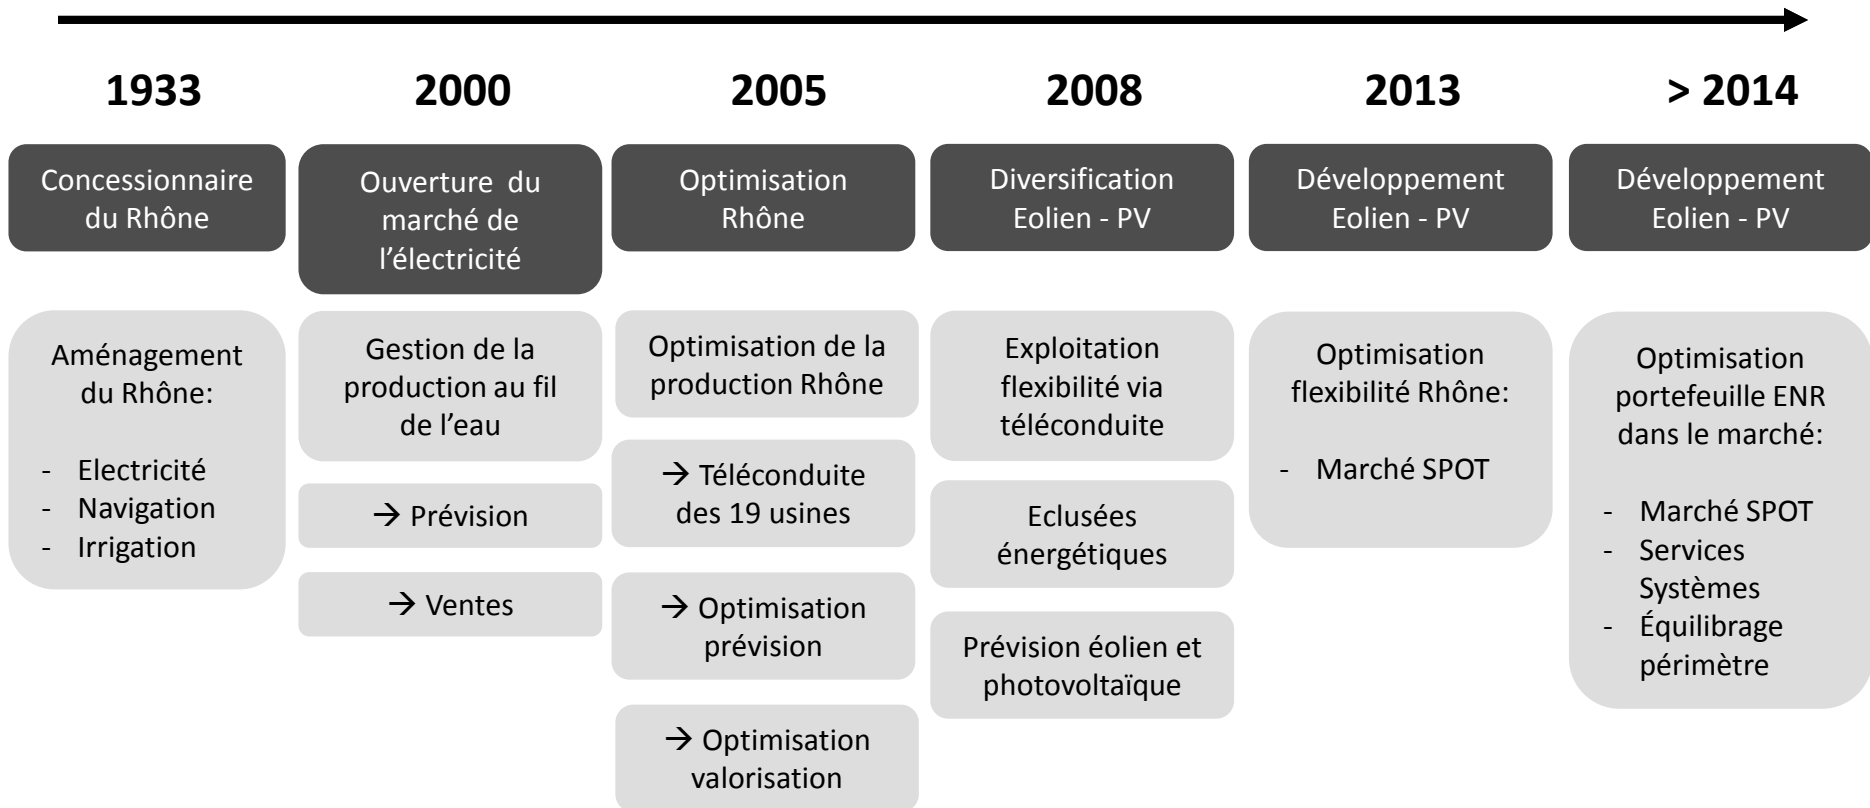 1933
Concessionnaire
du Rhône
Aménagement
du Rhône:
- Electricité
- Navigation
- Irrigation
2000
Ouverture du
marché de
l’électricité
Gestion de la
production au fil
de l’eau
→ Prévision
→ Ventes
2005
Optimisation
Rhône
Optimisation de la
production Rhône
→ Téléconduite
des 19 usines
→ Optimisation
prévision
→ Optimisation
valorisation
2008
Diversification
Eolien - PV
Exploitation
flexibilité via
téléconduite
Eclusées
énergétiques
Prévision éolien et
photovoltaïque
2013
Développement
Eolien - PV
Optimisation
flexibilité Rhône:
- Marché SPOT
> 2014
Développement
Eolien - PV
Optimisation
portefeuille ENR
dans le marché:
- Marché SPOT
- Services
Systèmes
- Équilibrage
périmètre